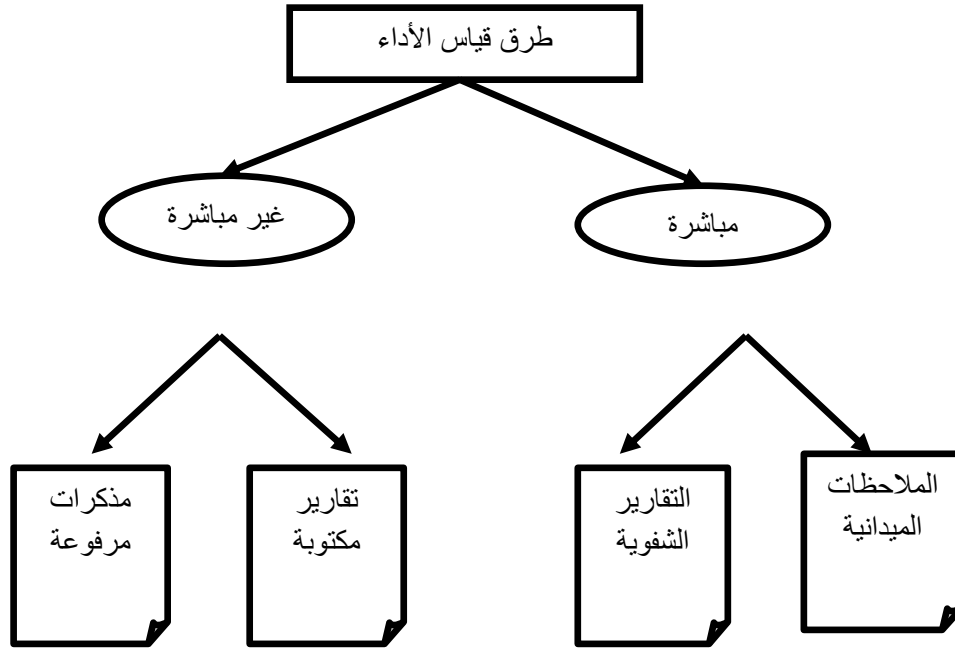 طرق قياس الأداء
مباشرة
غير مباشرة
الملاحظات
الميدانية
التقارير
الشفوية
تقارير
مكتوبة
مذكرات
مرفوعة